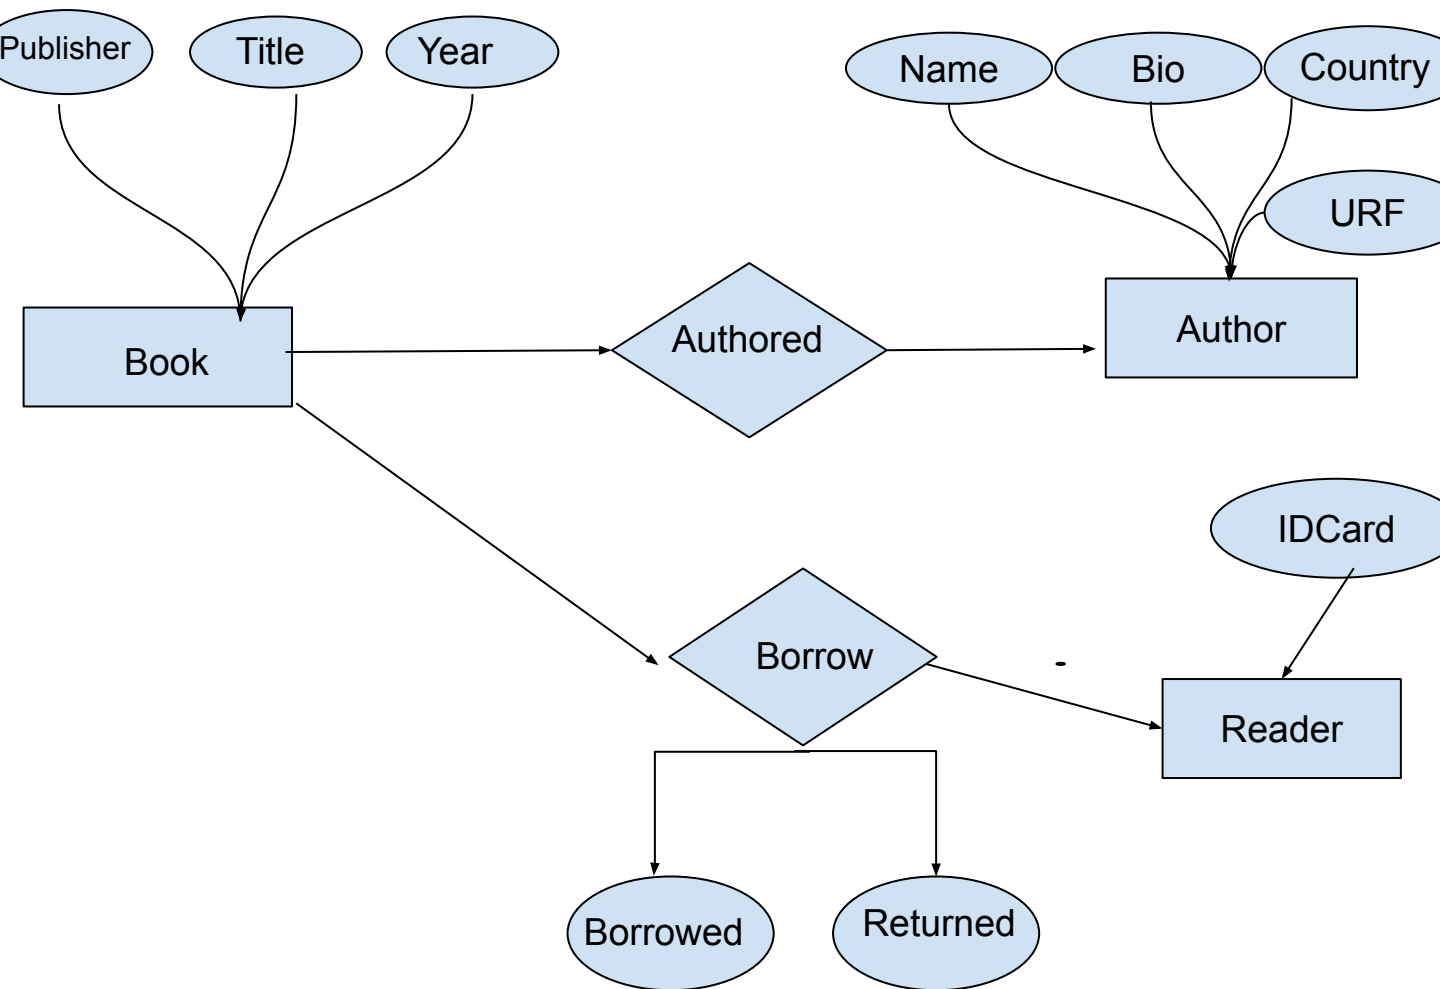 Publisher
Title
Year
Name
Bio
Country
URF
Authored
Author
Book
IDCard
Borrow
-
Reader
Borrowed
Returned